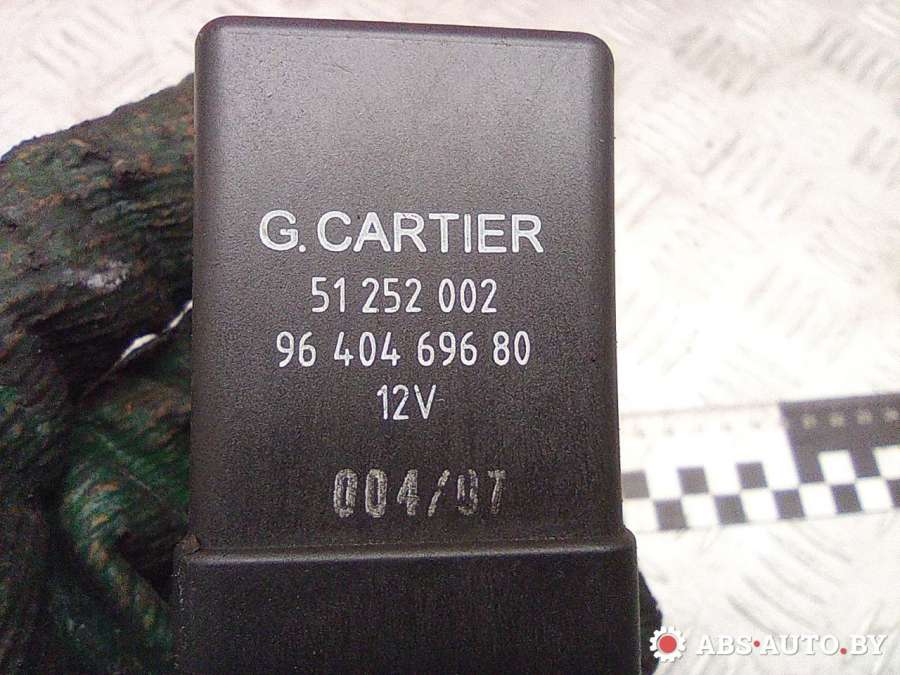 G. CARTIER
51 252 002
96 404 696 80
12V
004/97
ABS-AUTO.BY